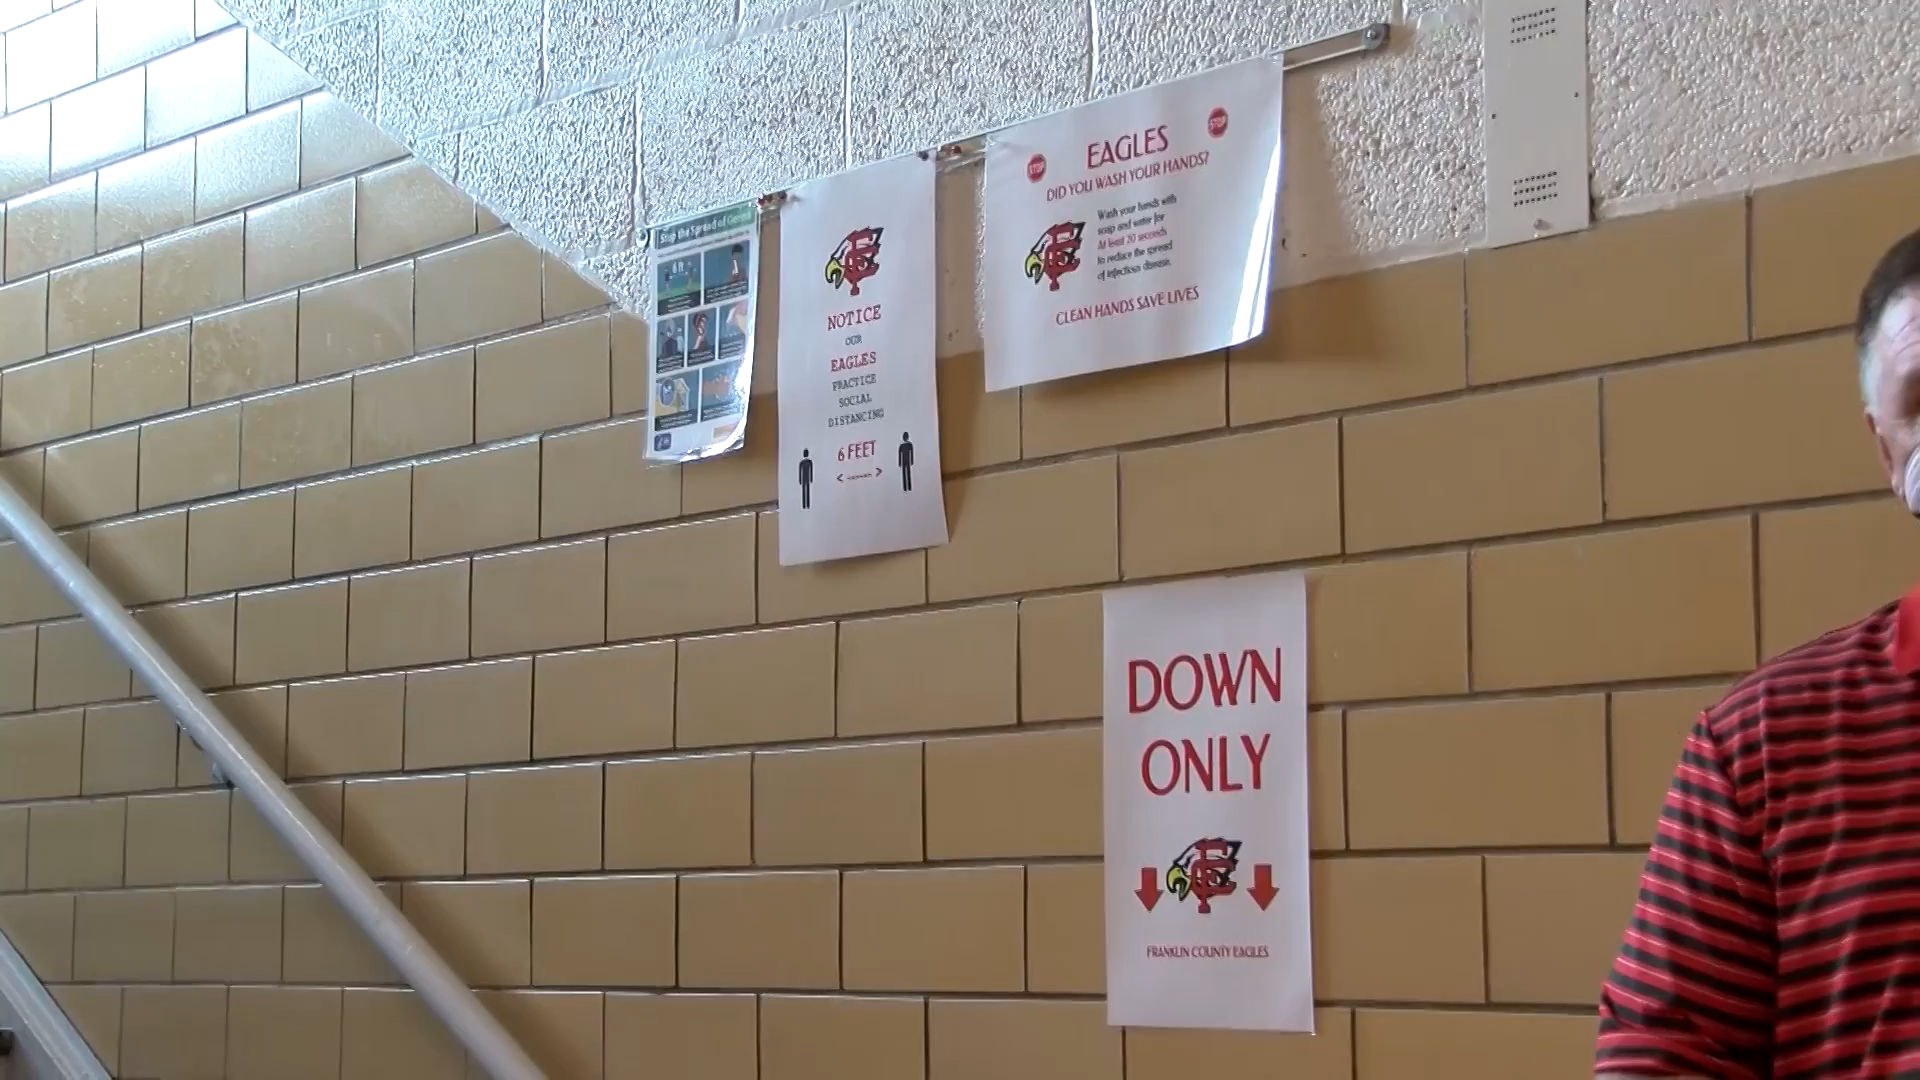 Stop the Spread of Germs
6 ft
NOTICE
OUR
EAGLES
PRACTICE
SOCIAL
DISTANCING
6 FEET
STOP
STOP
EAGLES
DID YOU WASH YOUR HANDS?
Wash your hands with
soap and water for
At least 20 seconds
to reduce the spread
of infectious disease.
CLEAN HANDS SAVE LIVES
DOWN
ONLY
FRANKLIN COUNTY EAGLES